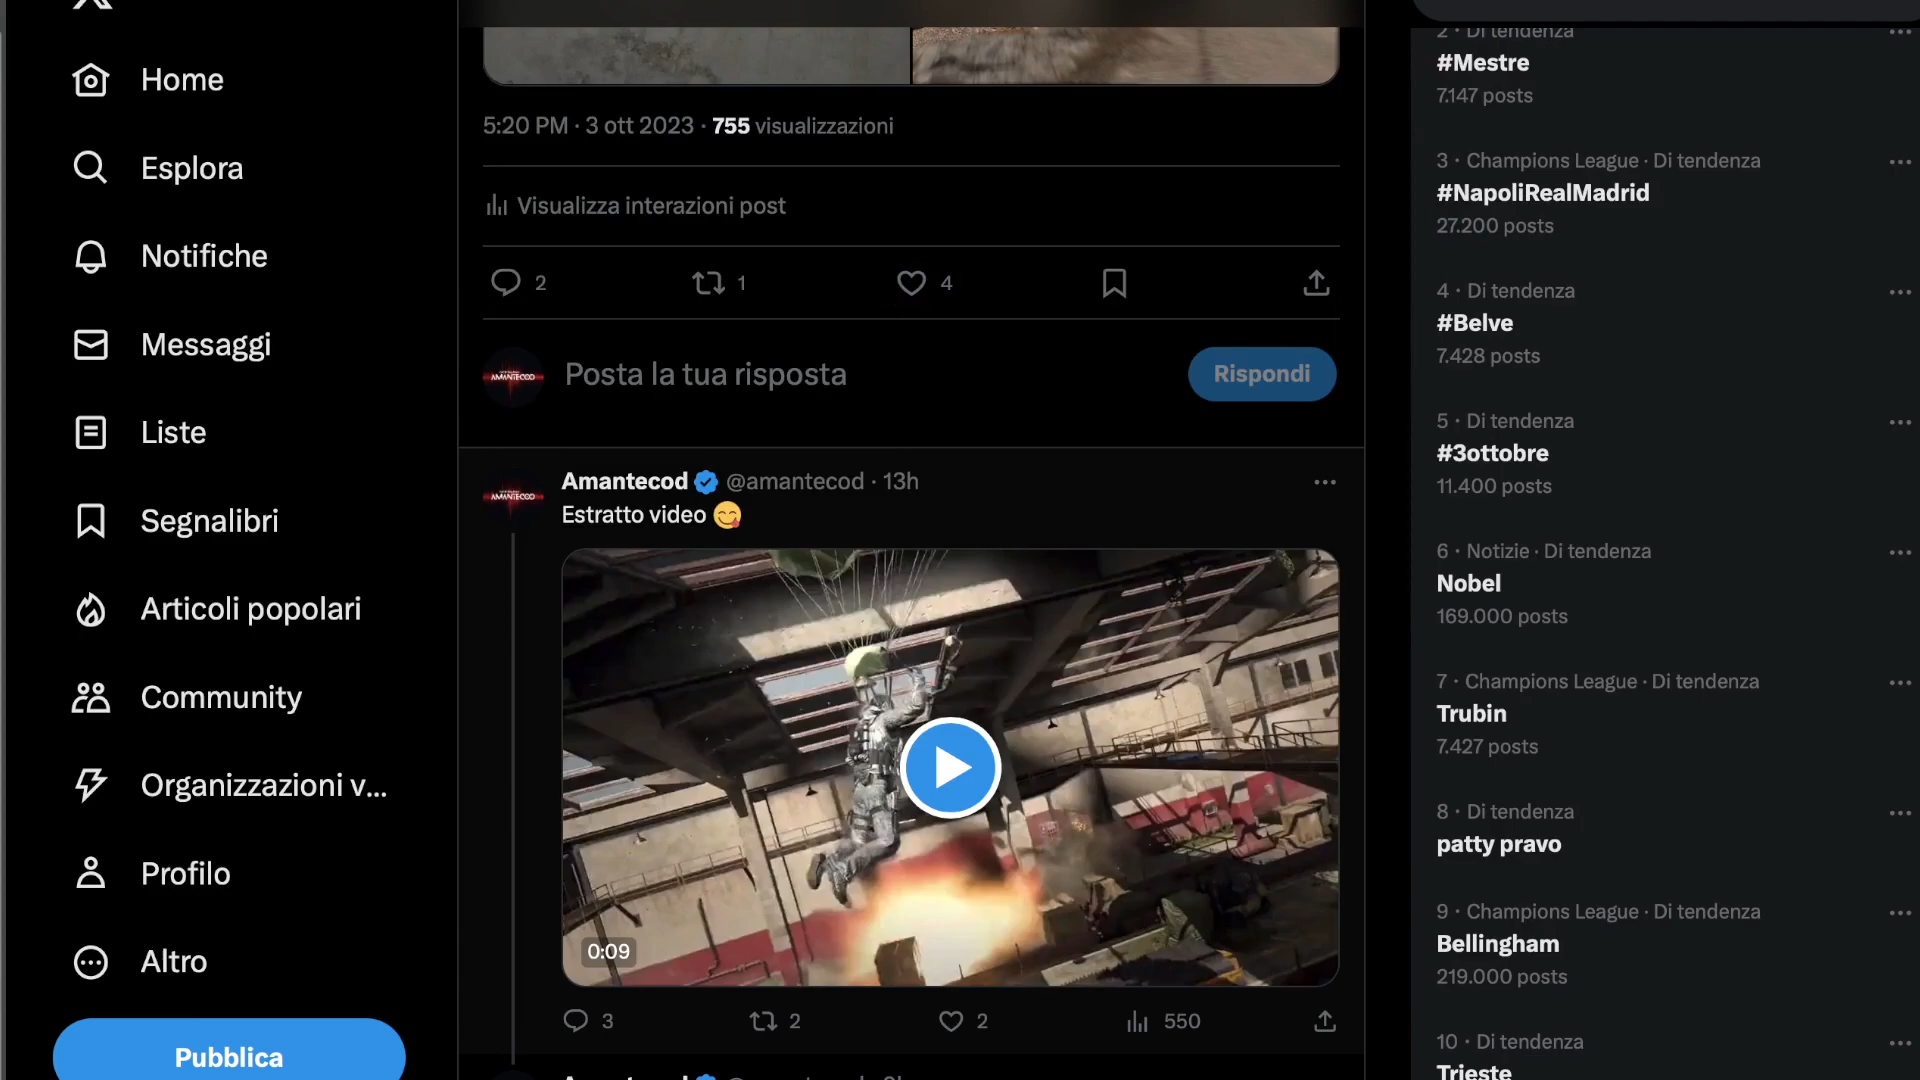 Home
Esplora
Notifiche
Messaggi
Liste
Segnalibri
Articoli popolari
Community
Organizzazioni v...
Profilo
Altro
Pubblica
5:20 PM · 3 ott 2023 · 755 visualizzazioni
Visualizza interazioni post
2 1 4
AMANTECOD
Posta la tua risposta
Rispondi
AMANTECOD
Amantecod @amantecod · 13h
Estratto video 😋
0:09
3 2 2 550
2 · Di tendenza
#Mestre
7.147 posts
3 · Champions League · Di tendenza
#NapoliRealMadrid
27.200 posts
4 · Di tendenza
#Belve
7.428 posts
5 · Di tendenza
#3ottobre
11.400 posts
6 · Notizie · Di tendenza
Nobel
169.000 posts
7 · Champions League · Di tendenza
Trubin
7.427 posts
8 · Di tendenza
patty pravo
9 · Champions League · Di tendenza
Bellingham
219.000 posts
10 · Di tendenza
Trieste